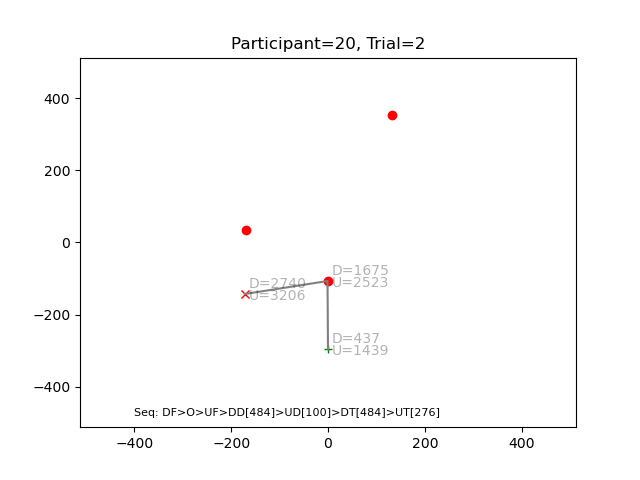 Participant=20, Trial=2
400
200
0
−200
−400
D=1675
U=2523
D=2740
U=3206
D=437
U=1439
Seq: DF>O>UF>DD[484]>UD[100]>DT[484]>UT[276]
−400
−200
0
200
400